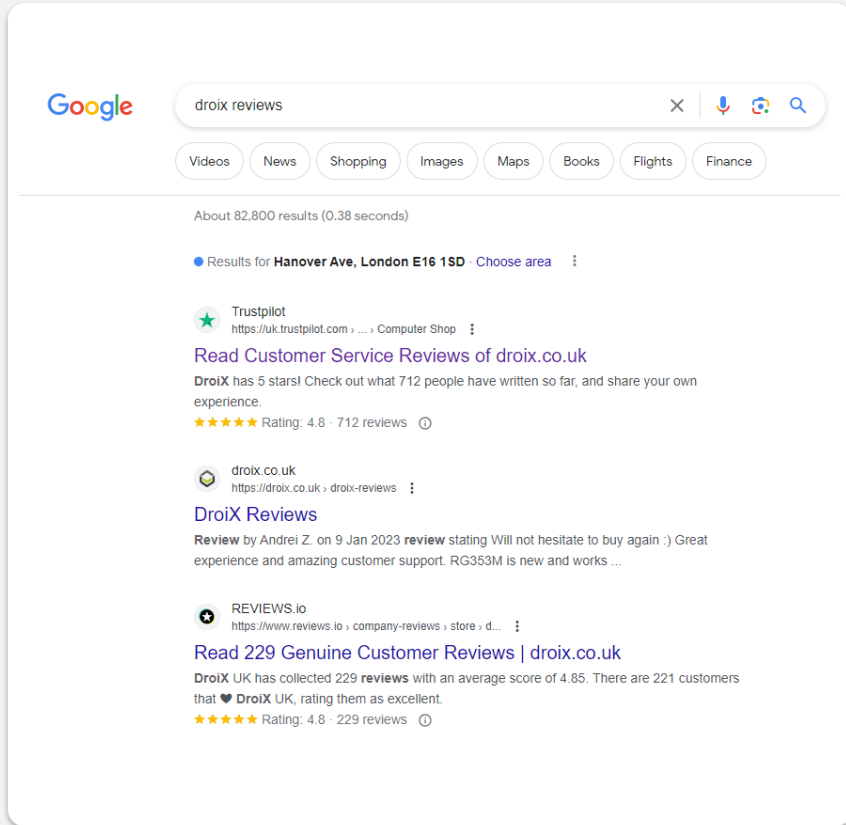 Google
droix reviews
Videos News Shopping Images Maps Books Flights Finance
About 82,800 results (0.38 seconds)
Results for Hanover Ave, London E16 1SD · Choose area
Trustpilot
https://uk.trustpilot.com › ... › Computer Shop
Read Customer Service Reviews of droix.co.uk
DroiX has 5 stars! Check out what 712 people have written so far, and share your own
experience.
Rating: 4.8 · 712 reviews
droix.co.uk
https://droix.co.uk › droix-reviews
DroiX Reviews
Review by Andrei Z. on 9 Jan 2023 review stating Will not hesitate to buy again :) Great
experience and amazing customer support. RG353M is new and works ...
REVIEWS.io
https://www.reviews.io › company-reviews › store › d...
Read 229 Genuine Customer Reviews | droix.co.uk
DroiX UK has collected 229 reviews with an average score of 4.85. There are 221 customers
that ♥ DroiX UK, rating them as excellent.
Rating: 4.8 · 229 reviews